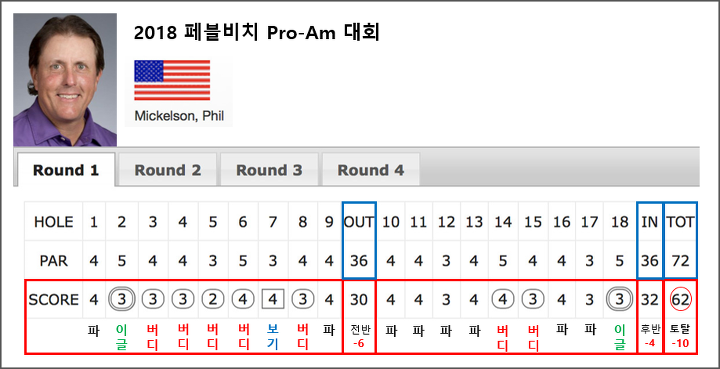 2018 페블비치 Pro-Am 대회
Mickelson, Phil
Round 1 Round 2 Round 3 Round 4
HOLE 1 2 3 4 5 6 7 8 9 OUT 10 11 12 13 14 15 16 17 18 IN TOT
PAR 4 5 4 4 3 5 3 4 4 36 4 4 3 4 5 4 4 3 5 36 72
SCORE 4 3 3 3 2 4 4 3 4 30 4 4 3 4 4 3 4 3 3 32 62
파 이글 버디 버디 버디 버디 보기 버디 파 전반 -6 파 파 파 파 버디 버디 파 파 이글 후반 -4 토탈 -10